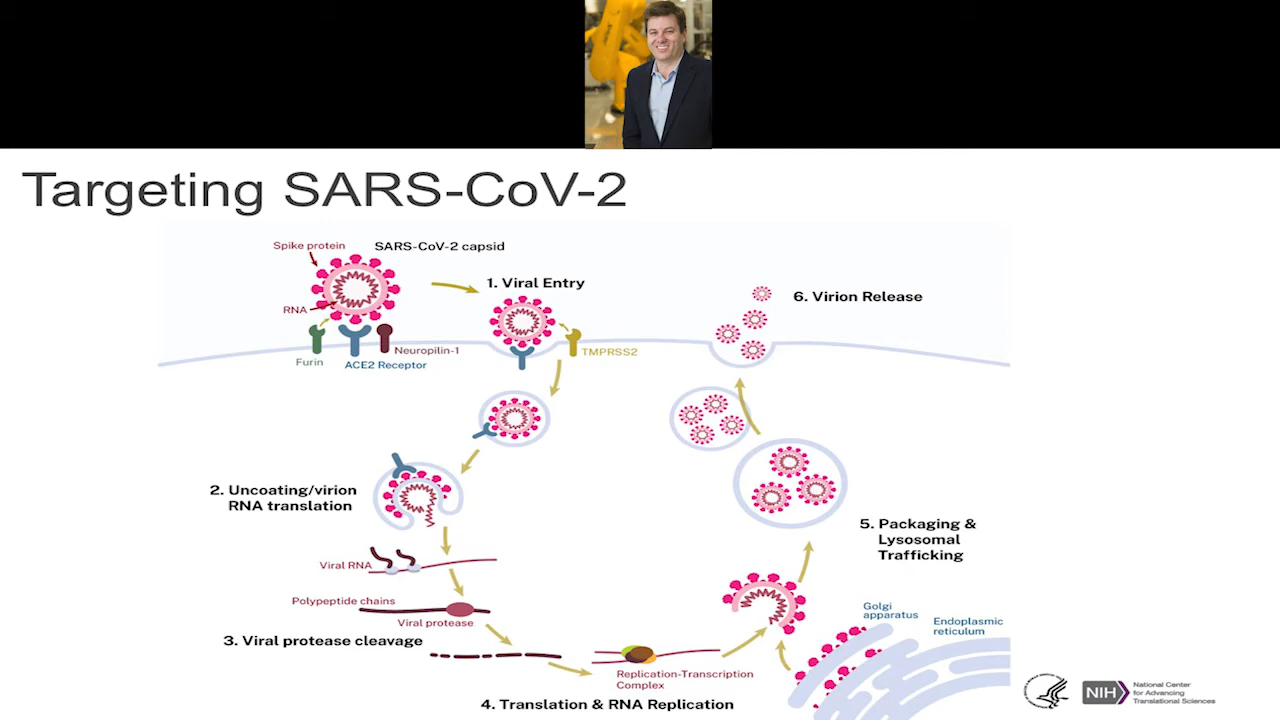 Targeting SARS-CoV-2
Spike protein
SARS-CoV-2 capsid
RNA
Furin
ACE2 Receptor
Neuropilin-1
1. Viral Entry
TMPRSS2
2. Uncoating/virion
RNA translation
Viral RNA
Polypeptide chains
Viral protease
3. Viral protease cleavage
Replication-Transcription
Complex
4. Translation & RNA Replication
5. Packaging &
Lysosomal
Trafficking
Golgi
apparatus
Endoplasmic
reticulum
6. Virion Release
NIH
National Center
for Advancing
Translational Sciences